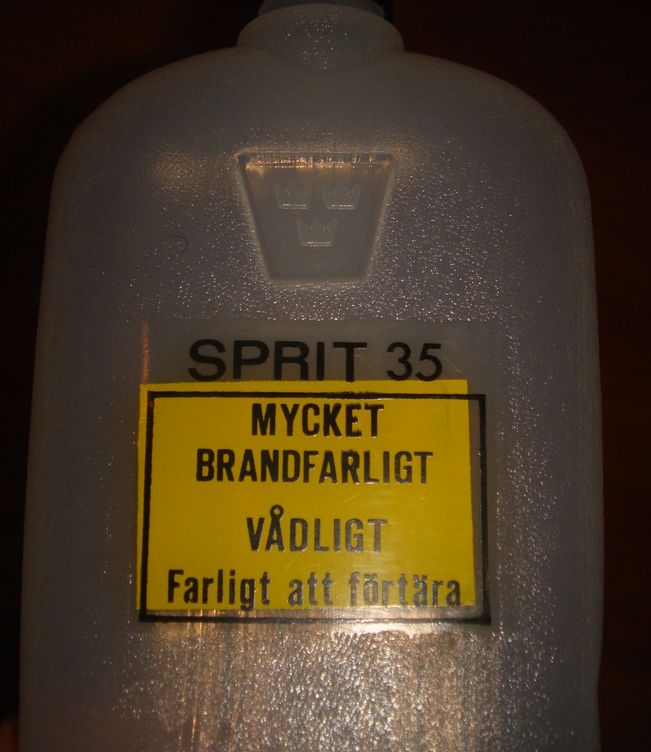 SPRIT 35
MYCKET
BRANDFARLIGT
VÅDLIGT
Farligt att förtära